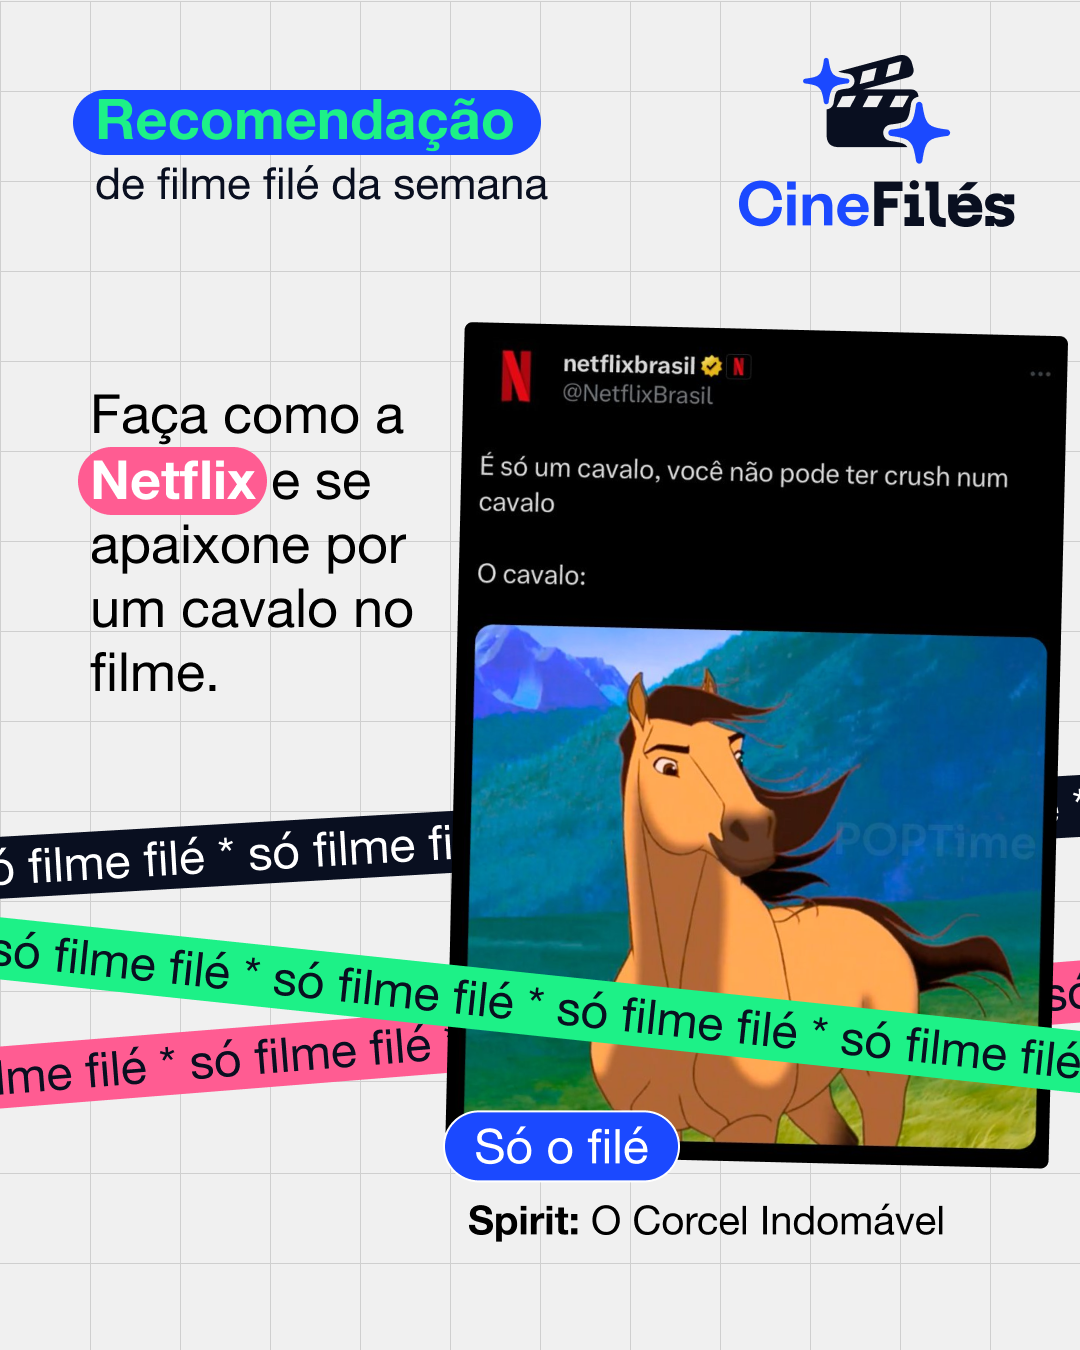 Recomendação
de filme filé da semana
CineFilés
Faça como a
Netflix e se
apaixone por
um cavalo no
filme.
netflixbrasil
@NetflixBrasil
É só um cavalo, você não pode ter crush num
cavalo
O cavalo:
POPTime
ó filme filé * só filme fi
só filme filé * só filme filé * só filme filé * só filme filé
lme filé * só filme filé *
só
Só o filé
Spirit: O Corcel Indomável